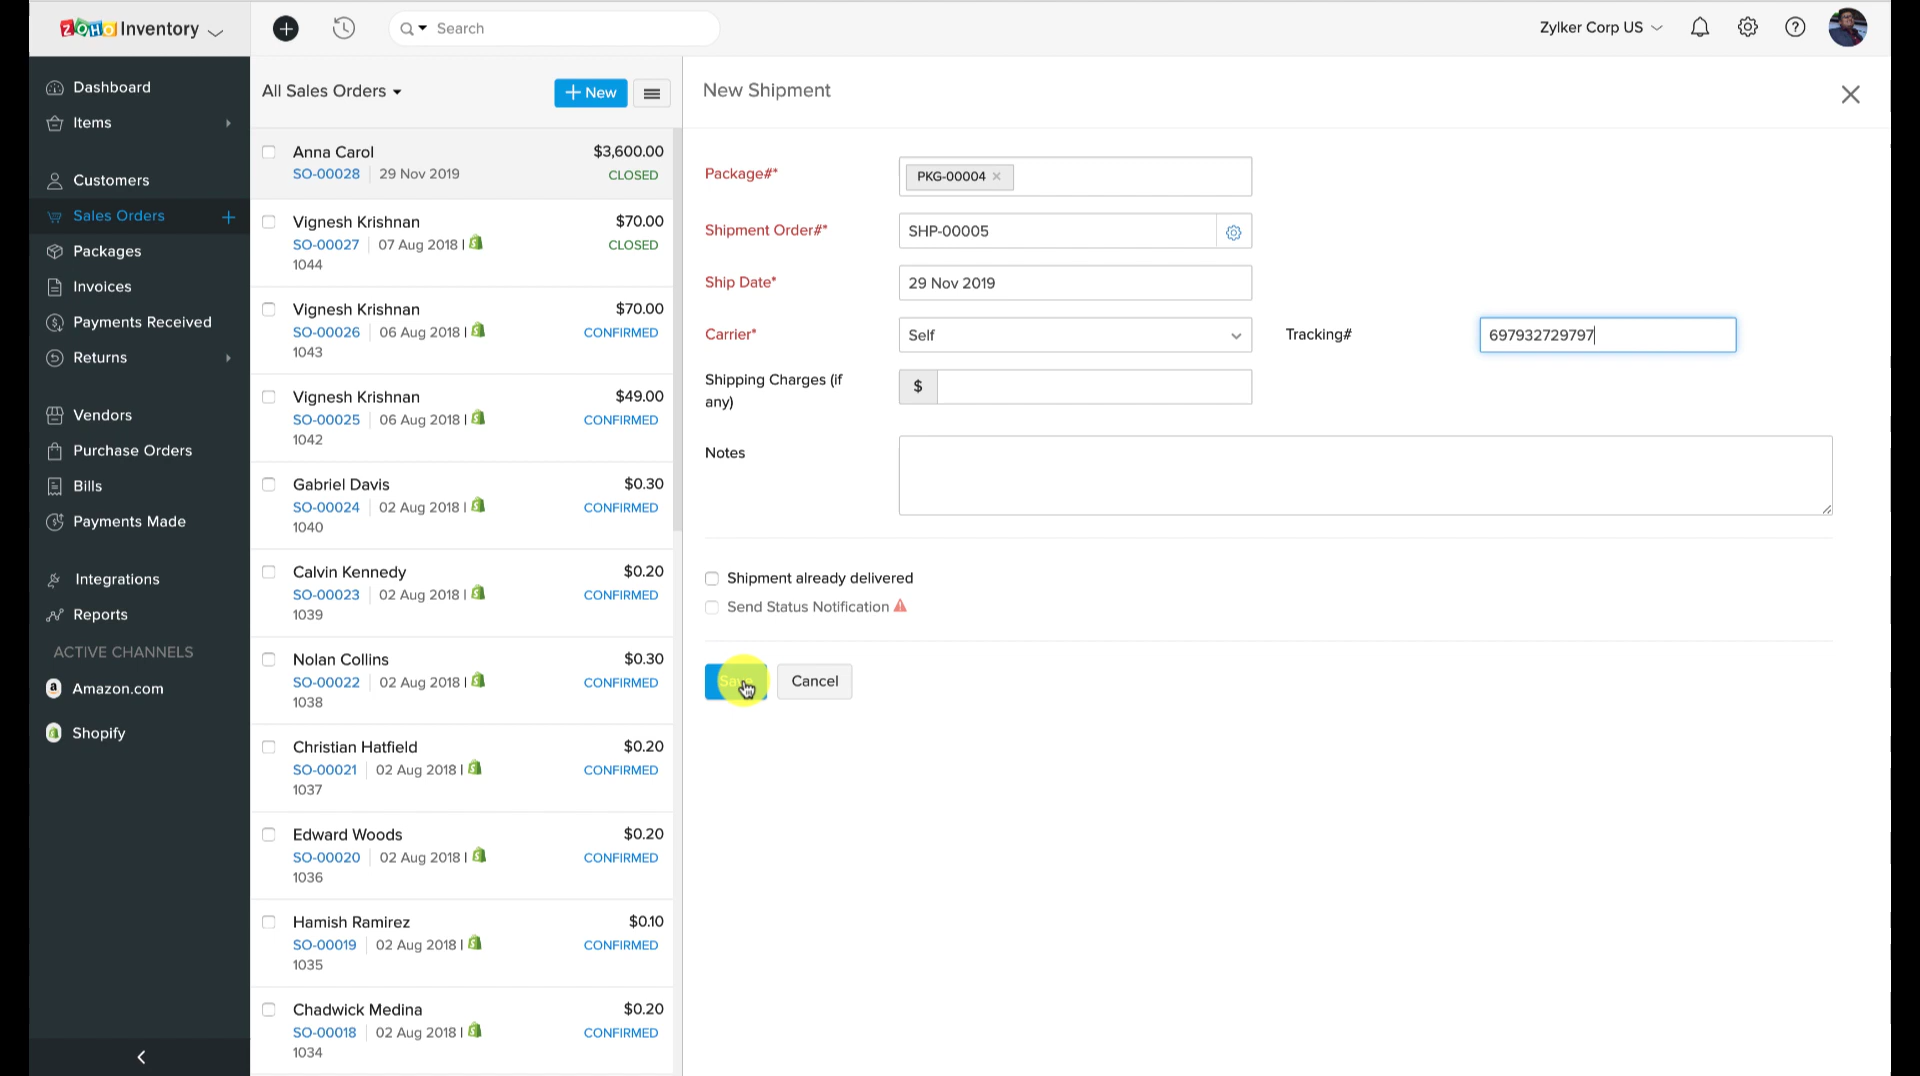 ZOHO Inventory
Search
Zylker Corp US
Dashboard
Items
Customers
Sales Orders
Packages
Invoices
Payments Received
Returns
Vendors
Purchase Orders
Bills
Payments Made
Integrations
Reports
ACTIVE CHANNELS
Amazon.com
Shopify
All Sales Orders
+ New
Anna Carol $3,600.00
SO-00028 29 Nov 2019 CLOSED
Vignesh Krishnan $70.00
SO-00027 07 Aug 2018 | CLOSED
1044
Vignesh Krishnan $70.00
SO-00026 06 Aug 2018 | CONFIRMED
1043
Vignesh Krishnan $49.00
SO-00025 06 Aug 2018 | CONFIRMED
1042
Gabriel Davis $0.30
SO-00024 02 Aug 2018 | CONFIRMED
1040
Calvin Kennedy $0.20
SO-00023 02 Aug 2018 | CONFIRMED
1039
Nolan Collins $0.30
SO-00022 02 Aug 2018 | CONFIRMED
1038
Christian Hatfield $0.20
SO-00021 02 Aug 2018 | CONFIRMED
1037
Edward Woods $0.20
SO-00020 02 Aug 2018 | CONFIRMED
1036
Hamish Ramirez $0.10
SO-00019 02 Aug 2018 | CONFIRMED
1035
Chadwick Medina $0.20
SO-00018 02 Aug 2018 | CONFIRMED
1034
New Shipment
Package#* PKG-00004 ×
Shipment Order#* SHP-00005
Ship Date* 29 Nov 2019
Carrier* Self Tracking# 697932729797
Shipping Charges (if
any) $
Notes
Shipment already delivered
Send Status Notification
Save Cancel